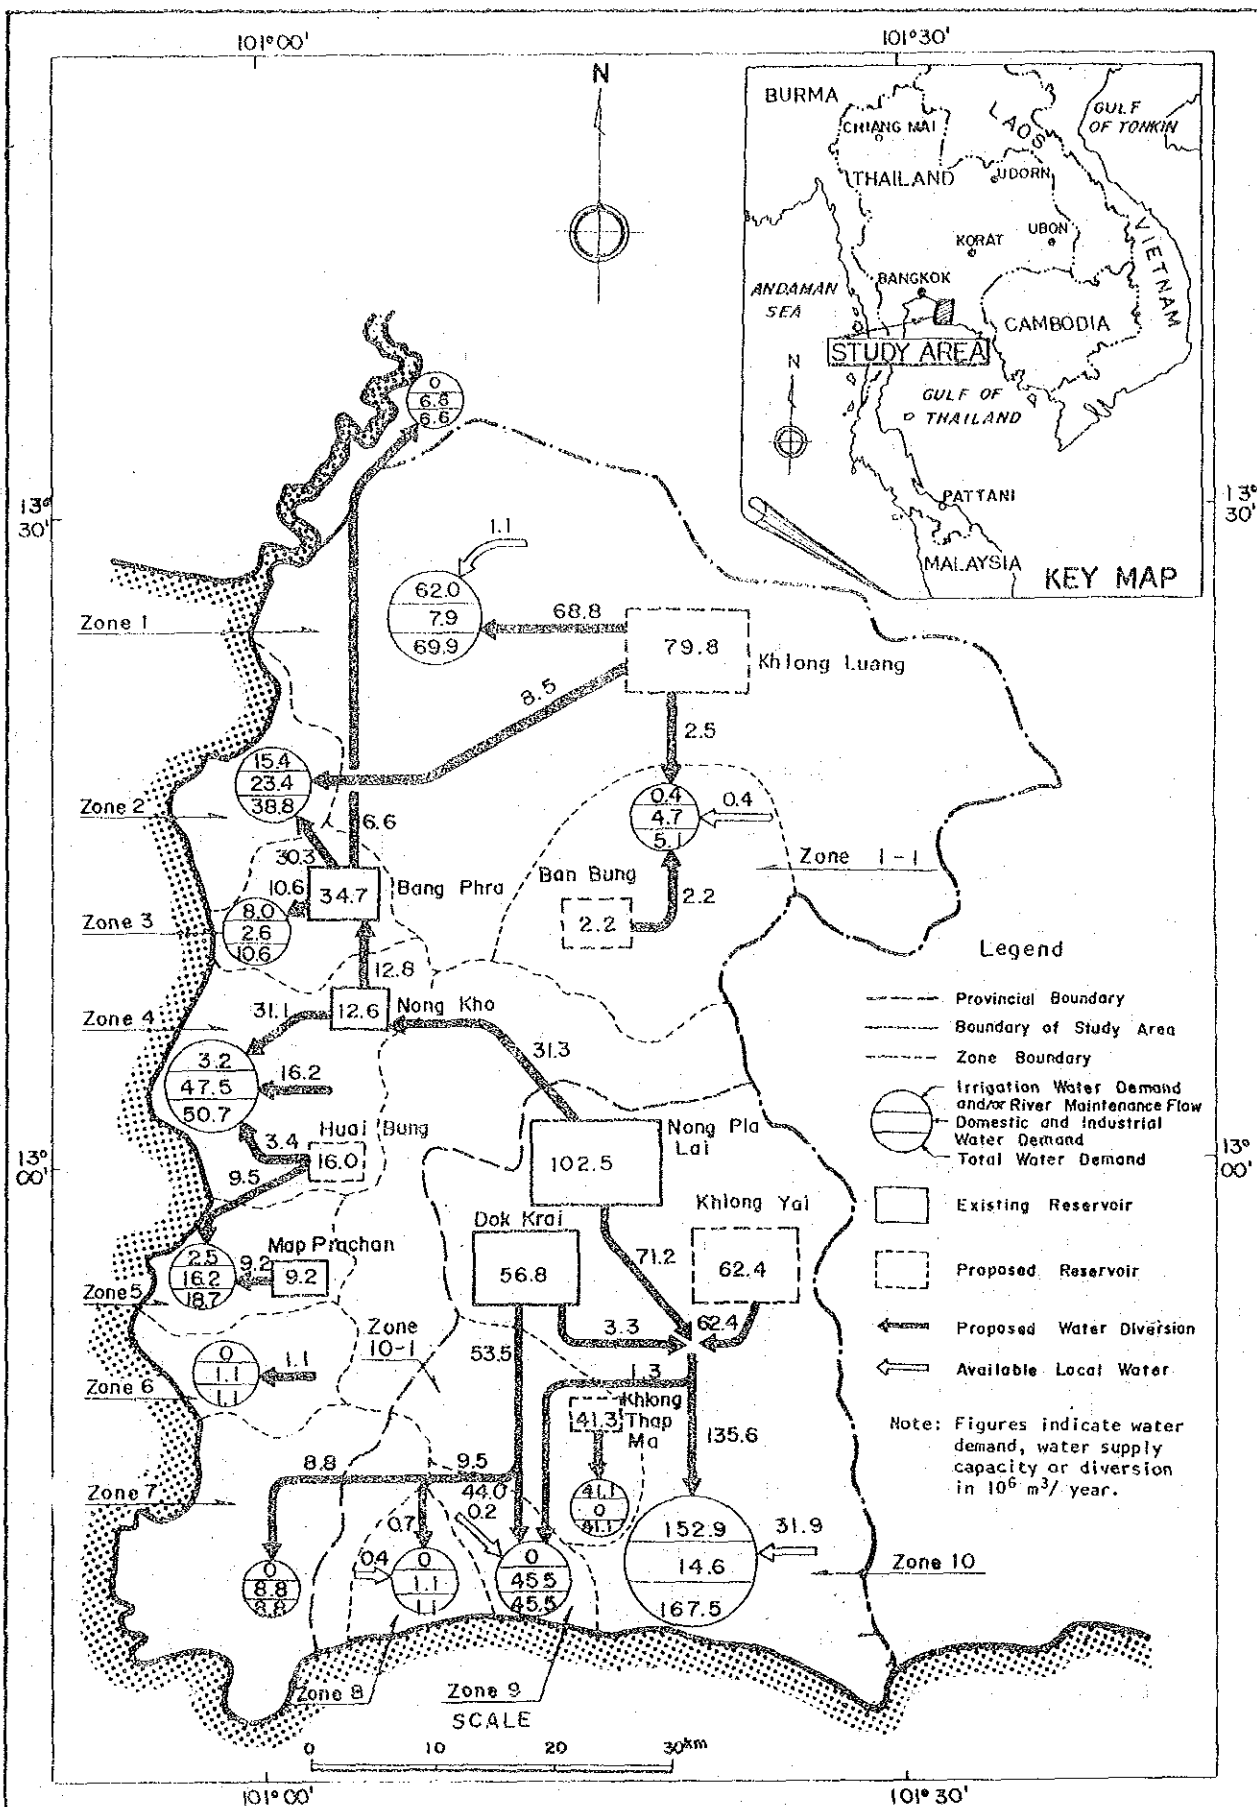 101°00'
101°30'
N
BURMA
CHIANG MAI
LAOS
GULF
OF TONKIN
THAILAND
UDORN
KORAT
UBON
VIETNAM
BANGKOK
ANDAMAN
SEA
CAMBODIA
STUDY AREA
N
GULF OF
THAILAND
PATTANI
MALAYSIA
KEY MAP
13°
30'
13°
30'
0
6.6
6.6
1.1
62.0
7.9
69.9
68.8
79.8
Khlong Luang
Zone 1
8.5
2.5
15.4
23.4
38.8
Zone 2
6.6
0.4
4.7
5.1
0.4
Zone 1-1
30.3
10.6
34.7
Bang Phra
Ban Bung
2.2
2.2
Zone 3
8.0
2.6
10.6
12.8
31.1
12.6
Nong Kho
Zone 4
31.3
3.2
47.5
50.7
16.2
Huai Bung
3.4
16.0
9.5
Nong Pla
Lai
102.5
13°
00'
13°
00'
Dok Krai
56.8
Khlong Yai
62.4
71.2
Map Prachan
9.2
9.2
2.5
16.2
18.7
Zone 5
3.3
62.4
Zone
10-1
53.5
0
1.1
1.1
1.1
Zone 6
1.3
Khlong
Thap
Ma
41.3
135.6
8.8
9.5
44.0
0.2
Zone 7
41.1
0
41.1
0.7
0.4
0
8.8
8.8
0
1.1
1.1
0
45.5
45.5
152.9
14.6
167.5
31.9
Zone 10
Zone 8
Zone 9
Legend
Provincial Boundary
Boundary of Study Area
Zone Boundary
Irrigation Water Demand
and/or River Maintenance Flow
Domestic and Industrial
Water Demand
Total Water Demand
Existing Reservoir
Proposed Reservoir
Proposed Water Diversion
Available Local Water
Note: Figures indicate water
demand, water supply
capacity or diversion
in 10⁶ m³/ year.
SCALE
0 10 20 30km
101°00'
101°30'